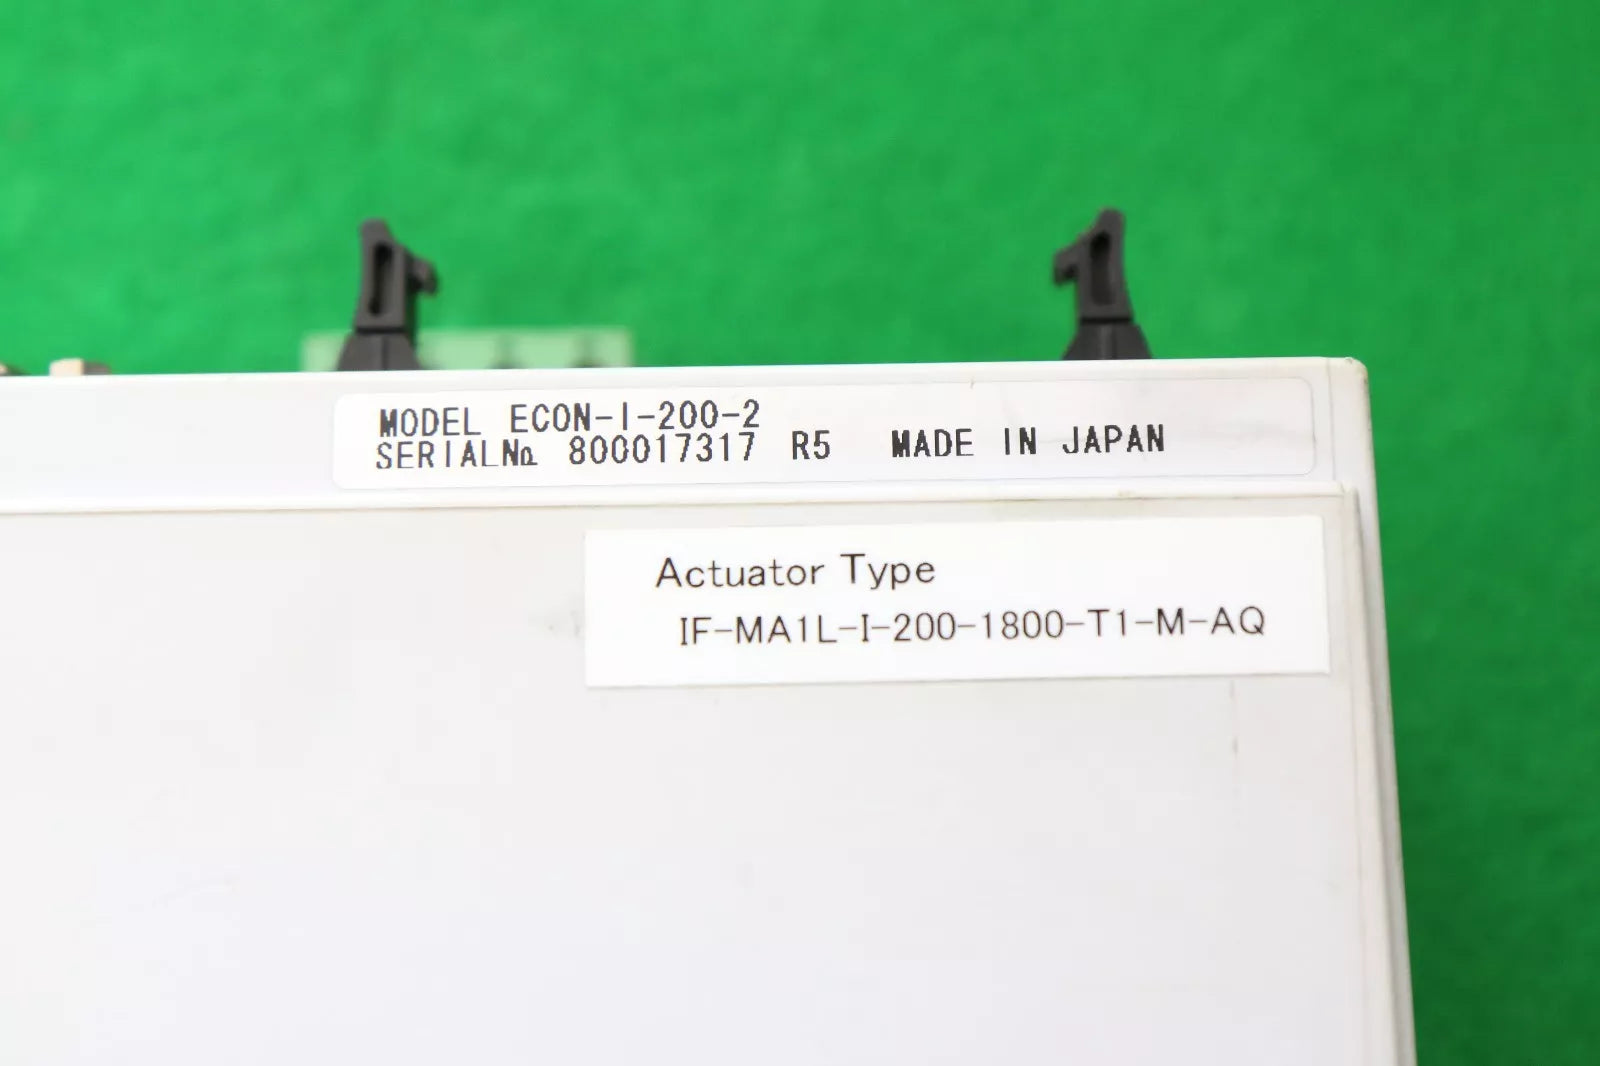 MODEL ECON-I-200-2
SERIAL№ 800017317 R5 MADE IN JAPAN
Actuator Type
IF-MA1L-I-200-1800-T1-M-AQ